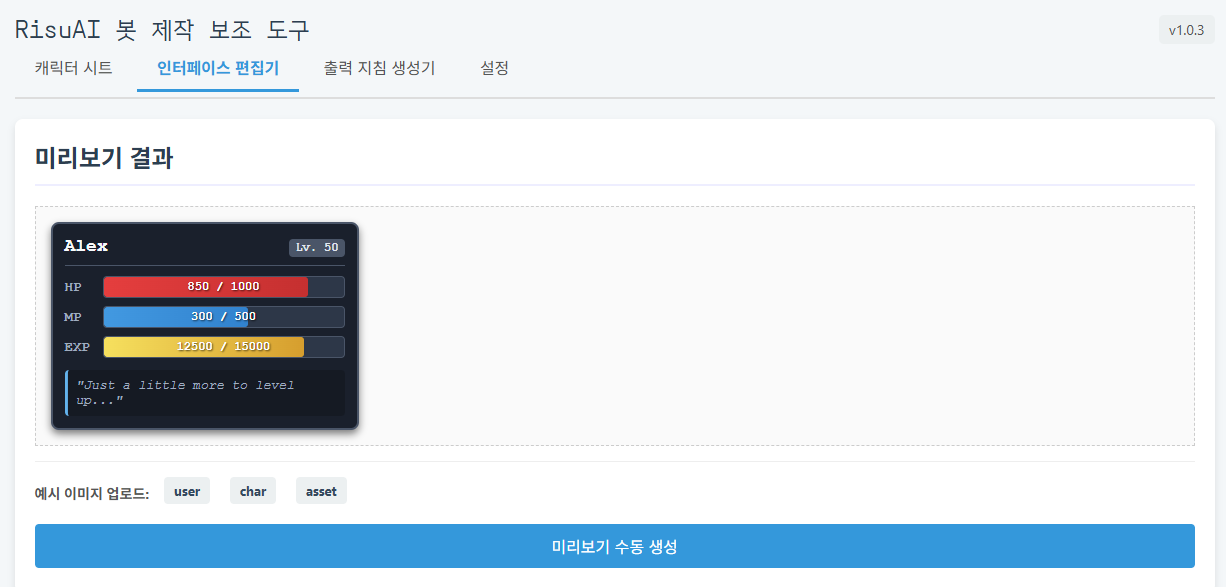 RisuAI 봇 제작 보조 도구
v1.0.3
캐릭터 시트 인터페이스 편집기 출력 지침 생성기 설정
미리보기 결과
Alex Lv. 50
HP 850 / 1000
MP 300 / 500
EXP 12500 / 15000
"Just a little more to level
up..."
예시 이미지 업로드: user char asset
미리보기 수동 생성